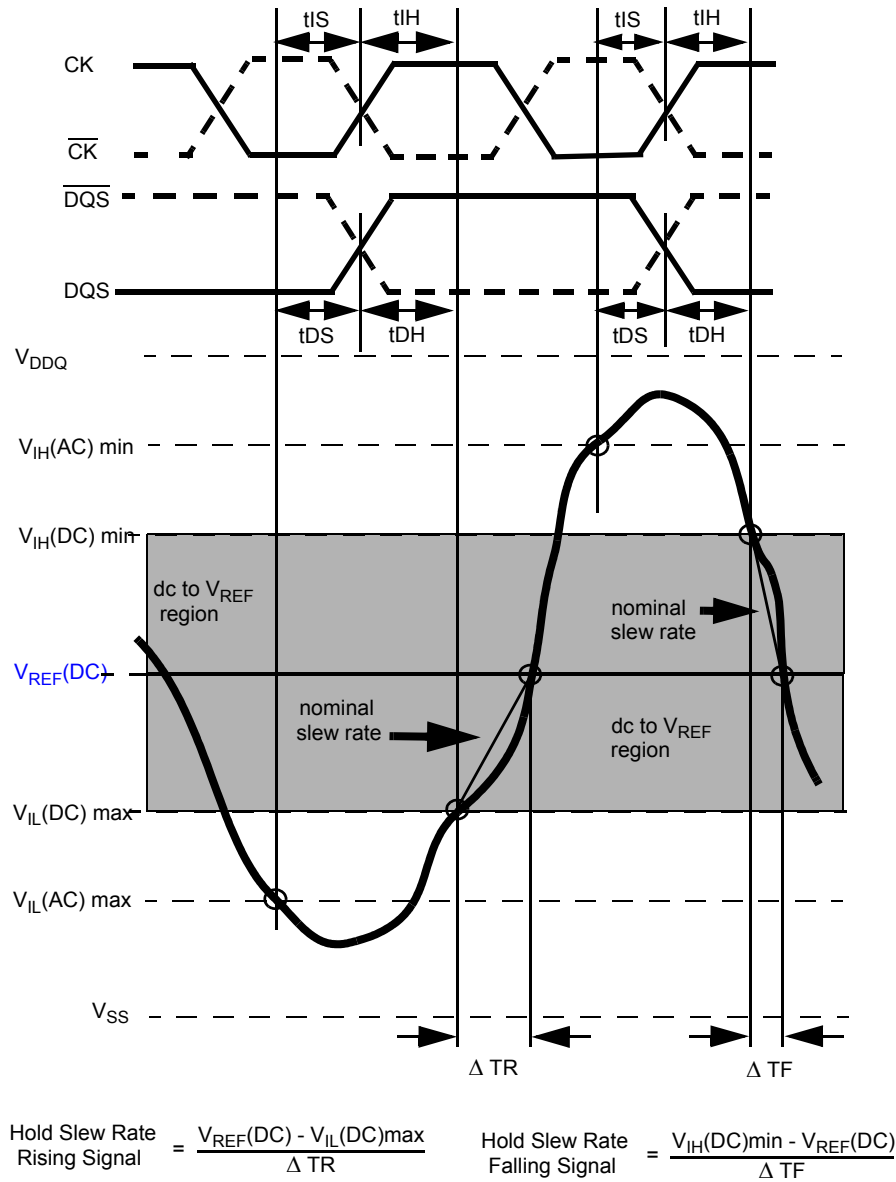 tIS tIH tIS tIH
CK
CK
DQS
DQS
tDS tDH tDS tDH
VDDQ
VIH(AC) min
VIH(DC) min
dc to VREF
region
nominal
slew rate
VREF(DC)
nominal
slew rate
dc to VREF
region
VIL(DC) max
VIL(AC) max
VSS
Δ TR Δ TF
Hold Slew Rate
Rising Signal
= VREF(DC) - VIL(DC)max
Δ TR
Hold Slew Rate
Falling Signal
= VIH(DC)min - VREF(DC)
Δ TF